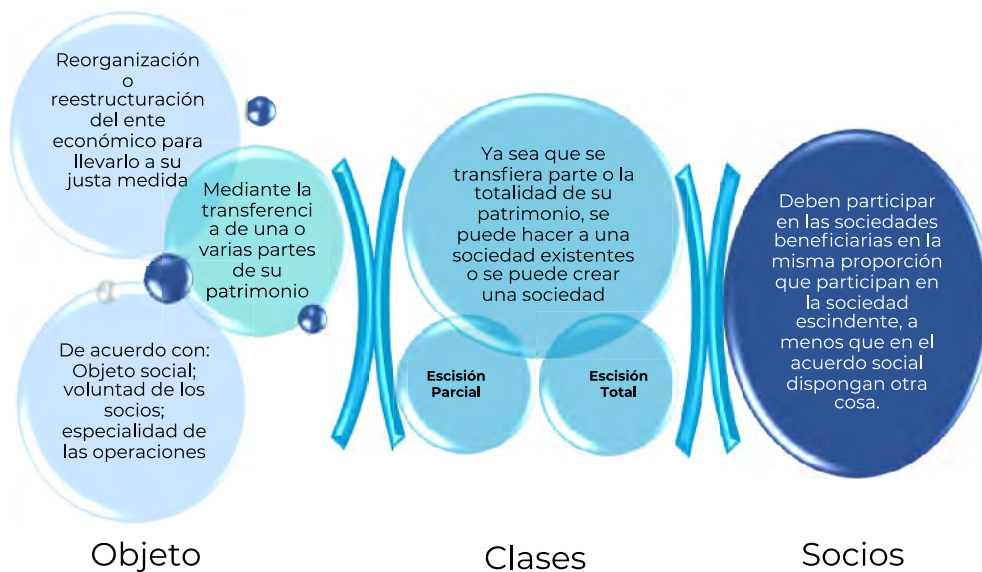 Reorganización
o
reestructuración
del ente
económico para
llevarlo a su
justa medida
Mediante la
transferenci
a de una o
varias partes
de su
patrimonio
De acuerdo con:
Objeto social;
voluntad de los
socios;
especialidad de
las operaciones
Objeto
Ya sea que se
transfiera parte o la
totalidad de su
patrimonio, se
puede hacer a una
sociedad existentes
o se puede crear
una sociedad
Escisión
Parcial
Escisión
Total
Clases
Deben participar
en las sociedades
beneficiarias en la
misma proporción
que participan en
la sociedad
escindente, a
menos que en el
acuerdo social
dispongan otra
cosa.
Socios